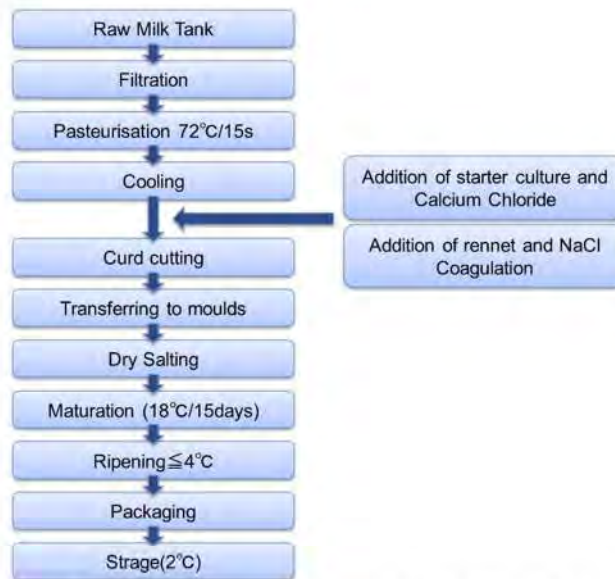 Raw Milk Tank
Filtration
Pasteurisation 72℃/15s
Cooling
Addition of starter culture and
Calcium Chloride
Addition of rennet and NaCl
Coagulation
Curd cutting
Transferring to moulds
Dry Salting
Maturation (18℃/15days)
Ripening≦4℃
Packaging
Strage(2℃)